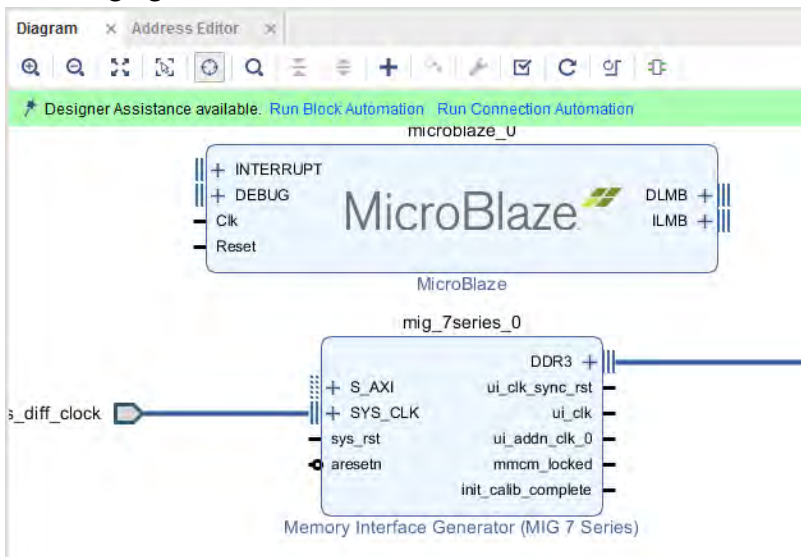 Diagram × Address Editor ×
Designer Assistance available. Run Block Automation Run Connection Automation
microblaze_0
INTERRUPT
DEBUG
Clk
Reset
MicroBlaze
DLMB
ILMB
MicroBlaze
mig_7series_0
DDR3
S_AXI
ui_clk_sync_rst
s_diff_clock
SYS_CLK
ui_clk
sys_rst
ui_addn_clk_0
aresetn
mmcm_locked
init_calib_complete
Memory Interface Generator (MIG 7 Series)